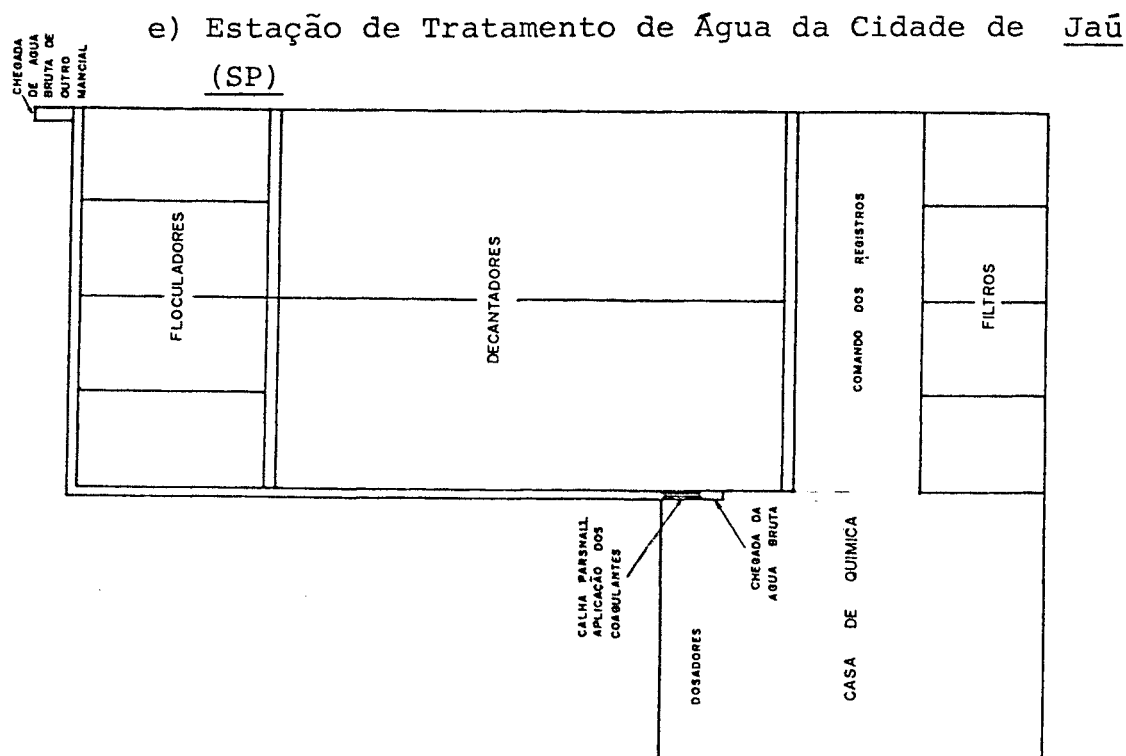 e) Estação de Tratamento de Água da Cidade de Jaú
(SP)
CHEGADA
DE AGUA
BRUTA DE
OUTRO
MANCIAL
FLOCULADORES
DECANTADORES
COMANDO DOS REGISTROS
FILTROS
CALHA PARSNALL
APLICAÇÃO DOS
COAGULANTES
CHEGADA DA
AGUA BRUTA
DOSADORES
CASA DE QUIMICA